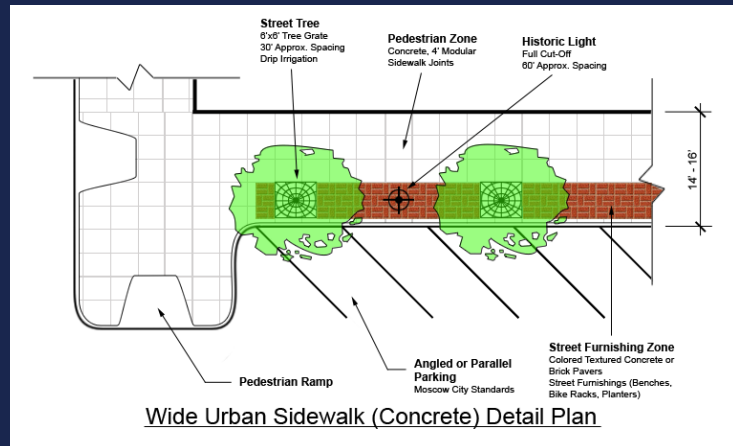 Street Tree
6'x6' Tree Grate
30' Approx. Spacing
Drip Irrigation
Pedestrian Zone
Concrete, 4' Modular
Sidewalk Joints
Historic Light
Full Cut-Off
60' Approx. Spacing
14' - 16'
Pedestrian Ramp
Angled or Parallel
Parking
Moscow City Standards
Street Furnishing Zone
Colored Textured Concrete or
Brick Pavers
Street Furnishings (Benches,
Bike Racks, Planters)
Wide Urban Sidewalk (Concrete) Detail Plan